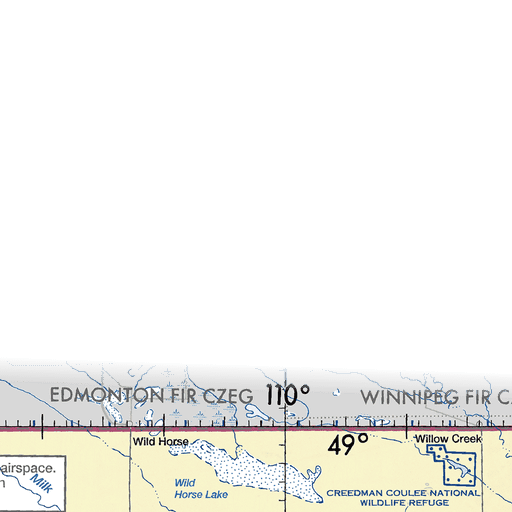 EDMONTON FIR CZEG 110° WINNIPEG FIR
49°
Wild Horse
Willow Creek
airspace.
Milk
Wild
Horse Lake
CREEDMAN COULEE NATIONAL
WILDLIFE REFUGE